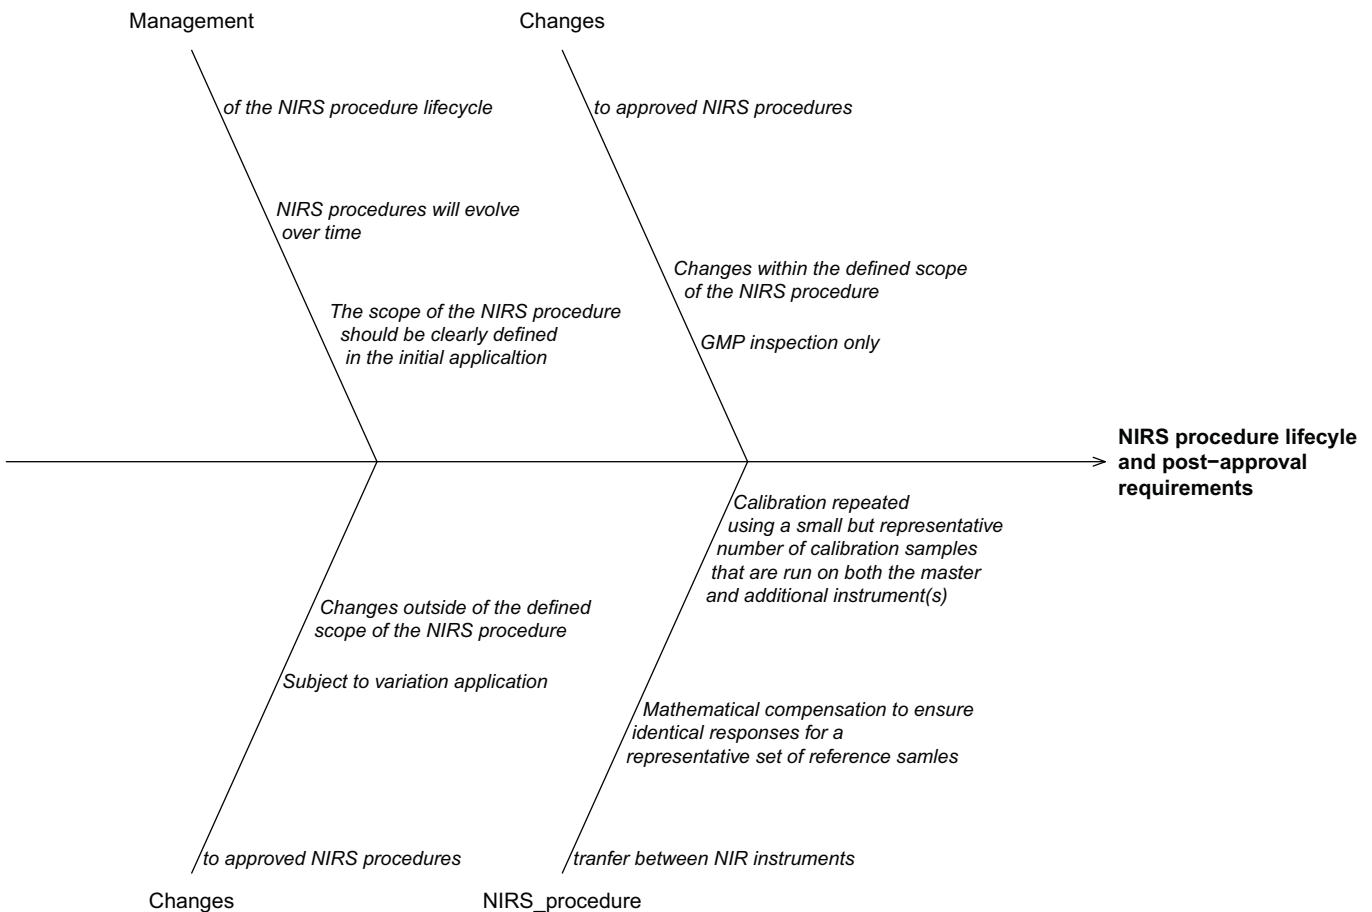 Management
of the NIRS procedure lifecycle
NIRS procedures will evolve
over time
The scope of the NIRS procedure
should be clearly defined
in the initial applicaltion
Changes
to approved NIRS procedures
Changes within the defined scope
of the NIRS procedure
GMP inspection only
NIRS procedure lifecyle
and post−approval
requirements
Changes outside of the defined
scope of the NIRS procedure
Subject to variation application
to approved NIRS procedures
Changes
Calibration repeated
using a small but representative
number of calibration samples
that are run on both the master
and additional instrument(s)
Mathematical compensation to ensure
identical responses for a
representative set of reference samles
tranfer between NIR instruments
NIRS_procedure